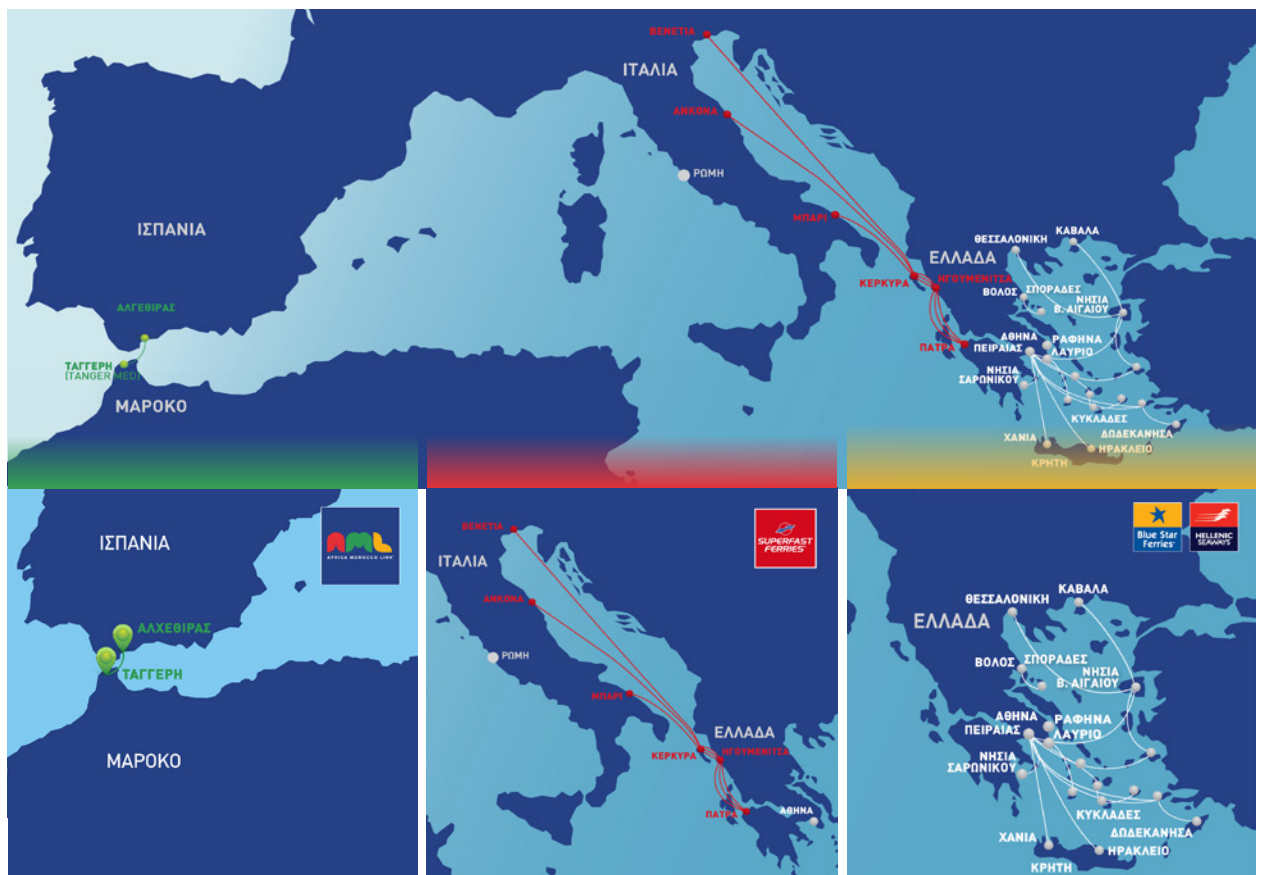 ΒΕΝΕΤΙΑ
ΙΤΑΛΙΑ
ΑΝΚΟΝΑ
ΡΩΜΗ
ΜΠΑΡΙ
ΙΣΠΑΝΙΑ
ΚΑΒΑΛΑ
ΘΕΣΣΑΛΟΝΙΚΗ
ΕΛΛΑΔΑ
ΚΕΡΚΥΡΑ
ΗΓΟΥΜΕΝΙΤΣΑ
ΒΟΛΟΣ
ΣΠΟΡΑΔΕΣ
ΝΗΣΙΑ
Β. ΑΙΓΑΙΟΥ
ΑΛΓΕΘΙΡΑΣ
ΠΑΤΡΑ
ΑΘΗΝΑ
ΠΕΙΡΑΙΑΣ
ΡΑΦΗΝΑ
ΛΑΥΡΙΟ
ΤΑΓΓΕΡΗ
(TANGER MED)
ΝΗΣΙΑ
ΣΑΡΩΝΙΚΟΥ
ΜΑΡΟΚΟ
ΚΥΚΛΑΔΕΣ
ΔΩΔΕΚΑΝΗΣΑ
ΧΑΝΙΑ
ΗΡΑΚΛΕΙΟ
ΚΡΗΤΗ
ΙΣΠΑΝΙΑ
AML
AFRICA MOROCCO LINK
ΑΛΧΕΘΙΡΑΣ
ΤΑΓΓΕΡΗ
ΜΑΡΟΚΟ
ΒΕΝΕΤΙΑ
SUPERFAST
FERRIES
ΙΤΑΛΙΑ
ΑΝΚΟΝΑ
ΡΩΜΗ
ΜΠΑΡΙ
ΕΛΛΑΔΑ
ΚΕΡΚΥΡΑ
ΗΓΟΥΜΕΝΙΤΣΑ
ΠΑΤΡΑ
ΑΘΗΝΑ
Blue Star
Ferries
HELLENIC
SEAWAYS
ΚΑΒΑΛΑ
ΘΕΣΣΑΛΟΝΙΚΗ
ΕΛΛΑΔΑ
ΒΟΛΟΣ
ΣΠΟΡΑΔΕΣ
ΝΗΣΙΑ
Β. ΑΙΓΑΙΟΥ
ΑΘΗΝΑ
ΠΕΙΡΑΙΑΣ
ΡΑΦΗΝΑ
ΛΑΥΡΙΟ
ΝΗΣΙΑ
ΣΑΡΩΝΙΚΟΥ
ΚΥΚΛΑΔΕΣ
ΔΩΔΕΚΑΝΗΣΑ
ΧΑΝΙΑ
ΗΡΑΚΛΕΙΟ
ΚΡΗΤΗ